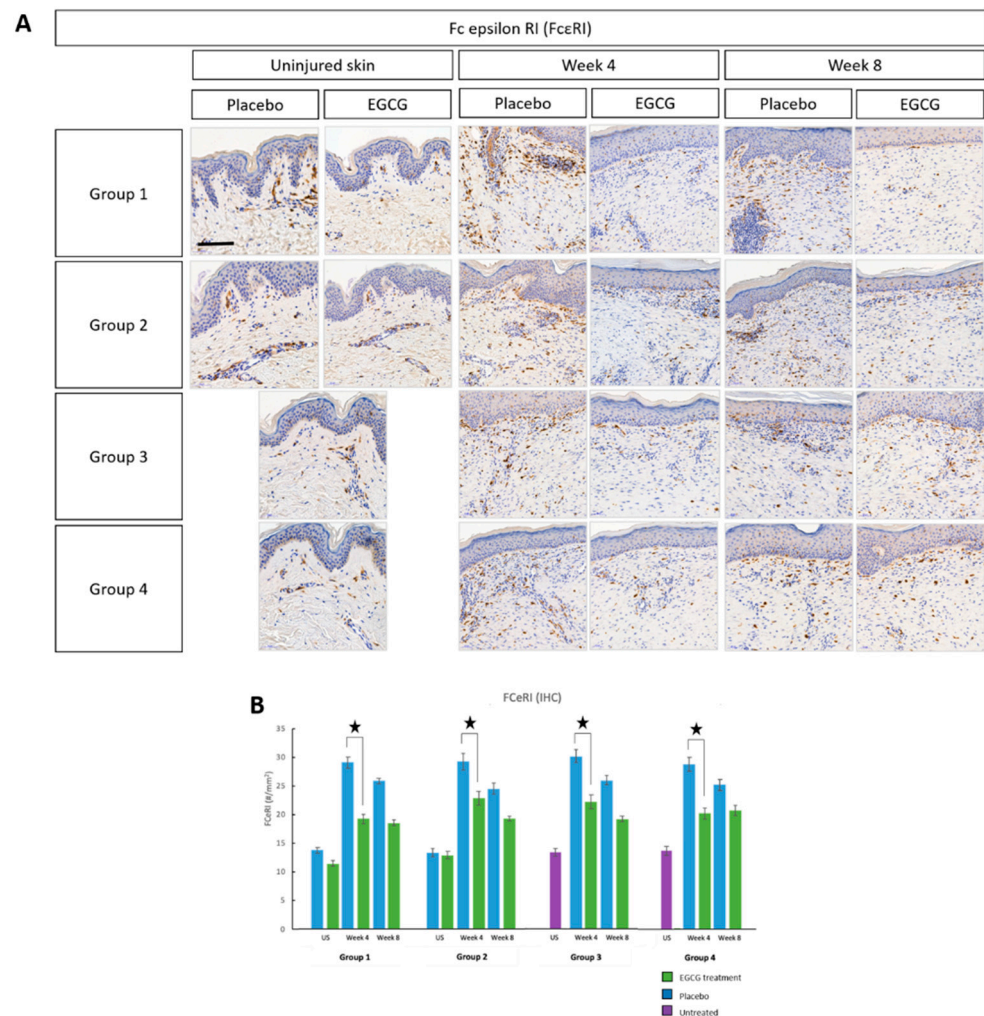 A
Fc epsilon RI (FcεRI)
Uninjured skin Week 4 Week 8
Placebo EGCG Placebo EGCG Placebo EGCG
Group 1
Group 2
Group 3
Group 4
B
FCeRI (IHC)
FCeRI (#/mm²)
35
30
25
20
15
10
5
0
US Week 4 Week 8 US Week 4 Week 8 US Week 4 Week 8 US Week 4 Week 8
Group 1 Group 2 Group 3 Group 4
EGCG treatment
Placebo
Untreated